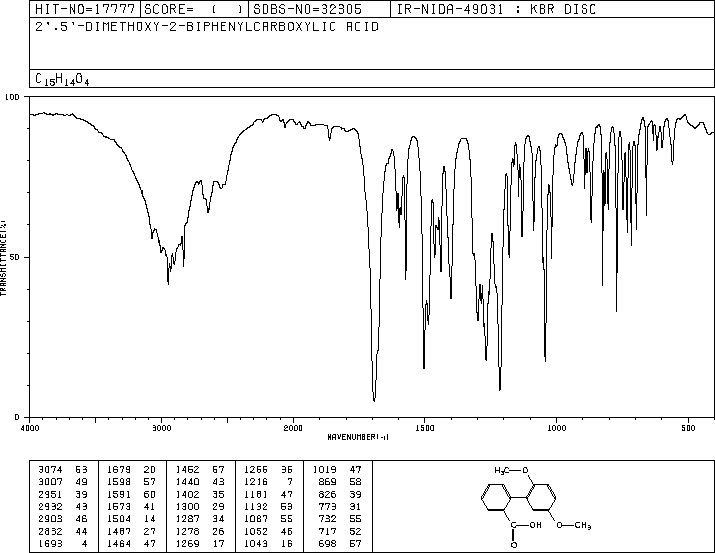 HIT-NO=17777 SCORE= ( ) SDBS-NO=32305 IR-NIDA-49031 : KBR DISC
2',5'-DIMETHOXY-2-BIPHENYLCARBOXYLIC ACID
C15H14O4
100
50
0
TRANSMITTANCE(%)
4000 3000 2000 1500 1000 500
WAVENUMBER(-1)
3074 63 1679 20 1462 67 1266 36 1019 47
3007 49 1598 57 1440 43 1216 7 869 58
2951 39 1591 60 1402 35 1181 47 826 39
2932 43 1573 41 1300 29 1132 53 773 31
2903 46 1504 14 1287 34 1087 55 732 55
2832 44 1487 27 1278 26 1052 46 717 52
1693 4 1464 47 1269 17 1043 16 698 57
H3C O
OH O CH3
O